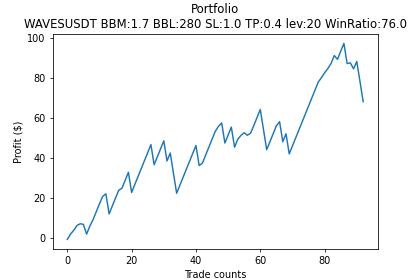 Portfolio
WAVESUSDT BBM:1.7 BBL:280 SL:1.0 TP:0.4 lev:20 WinRatio:76.0
100
80
60
40
20
0
Profit ($)
0 20 40 60 80
Trade counts